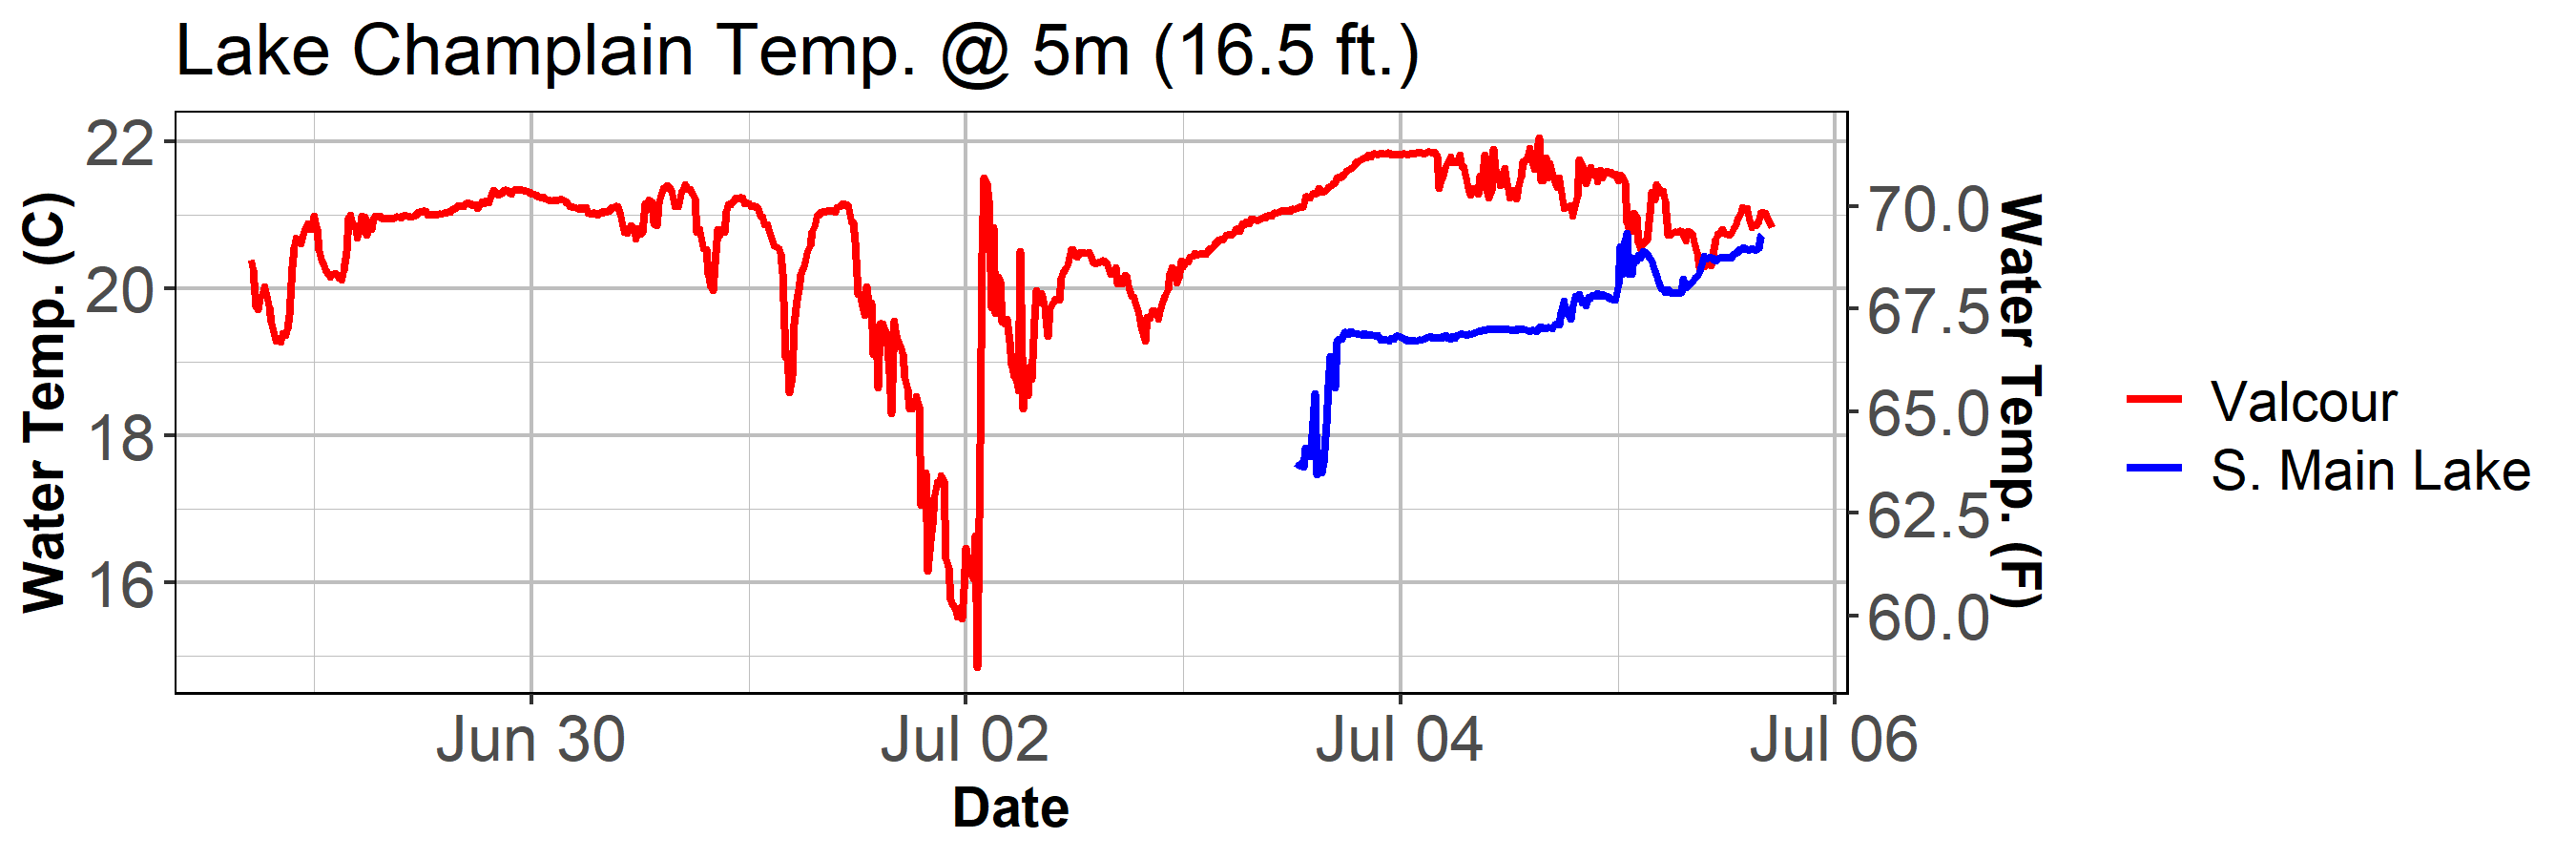 Lake Champlain Temp. @ 5m (16.5 ft.)
Water Temp. (C)
22
20
18
16
70.0
67.5
65.0
62.5
60.0
Water Temp. (F)
Jun 30
Jul 02
Jul 04
Jul 06
Date
Valcour
S. Main Lake